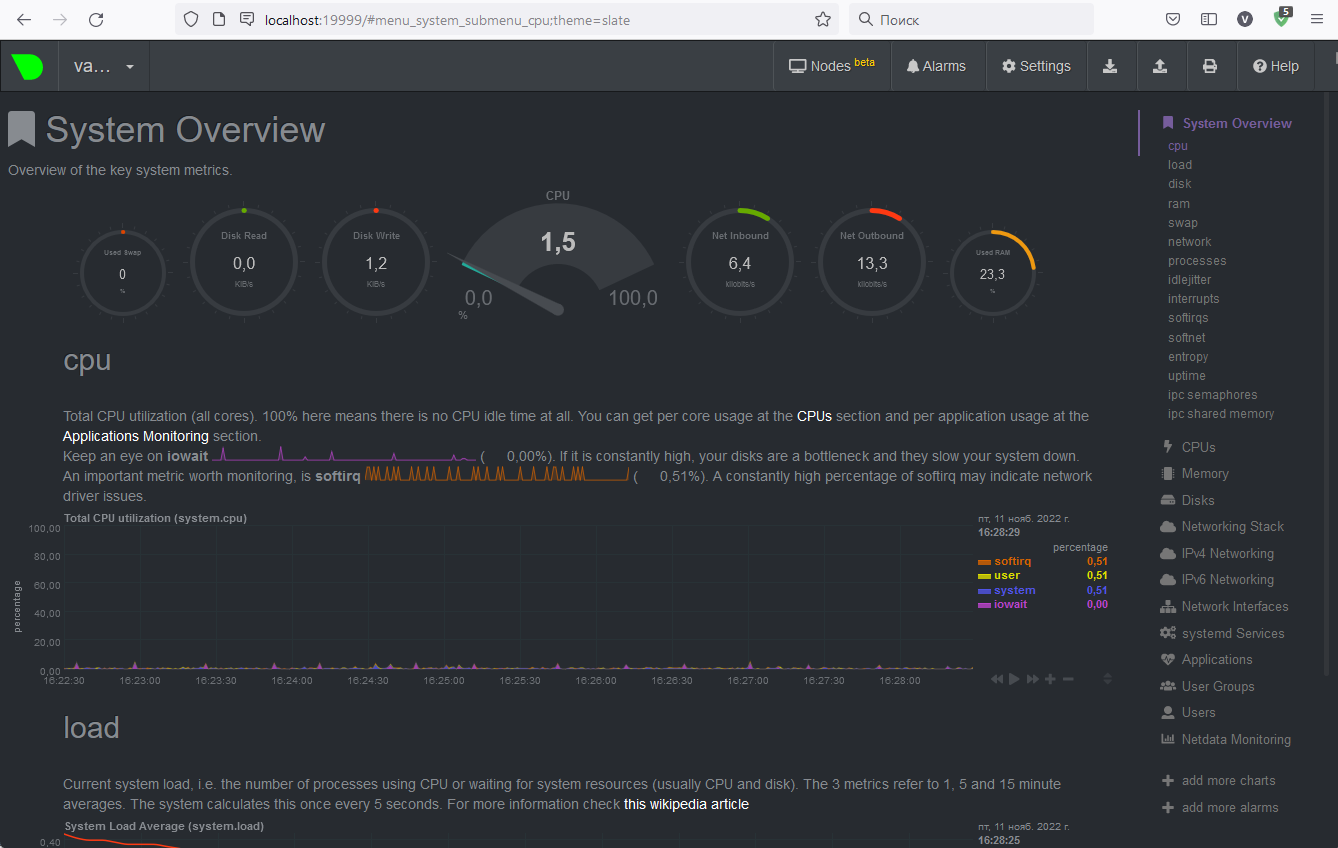 localhost:19999/#menu_system_submenu_cpu;theme=slate
Поиск
V
5
va...
Nodes beta
Alarms
Settings
Help
System Overview
Overview of the key system metrics.
Used Swap
0
%
Disk Read
0,0
KiB/s
Disk Write
1,2
KiB/s
CPU
1,5
0,0
100,0
%
Net Inbound
6,4
kilobits/s
Net Outbound
13,3
kilobits/s
Used RAM
23,3
%
cpu
Total CPU utilization (all cores). 100% here means there is no CPU idle time at all. You can get per core usage at the CPUs section and per application usage at the
Applications Monitoring section.
Keep an eye on iowait ( 0,00%). If it is constantly high, your disks are a bottleneck and they slow your system down.
An important metric worth monitoring, is softirq ( 0,51%). A constantly high percentage of softirq may indicate network
driver issues.
Total CPU utilization (system.cpu)
100,00
80,00
60,00
40,00
20,00
0,00
percentage
16:22:30
16:23:00
16:23:30
16:24:00
16:24:30
16:25:00
16:25:30
16:26:00
16:26:30
16:27:00
16:27:30
16:28:00
пт, 11 нояб. 2022 г.
16:28:29
percentage
softirq 0,51
user 0,51
system 0,51
iowait 0,00
load
Current system load, i.e. the number of processes using CPU or waiting for system resources (usually CPU and disk). The 3 metrics refer to 1, 5 and 15 minute
averages. The system calculates this once every 5 seconds. For more information check this wikipedia article
System Load Average (system.load)
0,40
пт, 11 нояб. 2022 г.
16:28:25
System Overview
cpu
load
disk
ram
swap
network
processes
idlejitter
interrupts
softirqs
softnet
entropy
uptime
ipc semaphores
ipc shared memory
CPUs
Memory
Disks
Networking Stack
IPv4 Networking
IPv6 Networking
Network Interfaces
systemd Services
Applications
User Groups
Users
Netdata Monitoring
add more charts
add more alarms